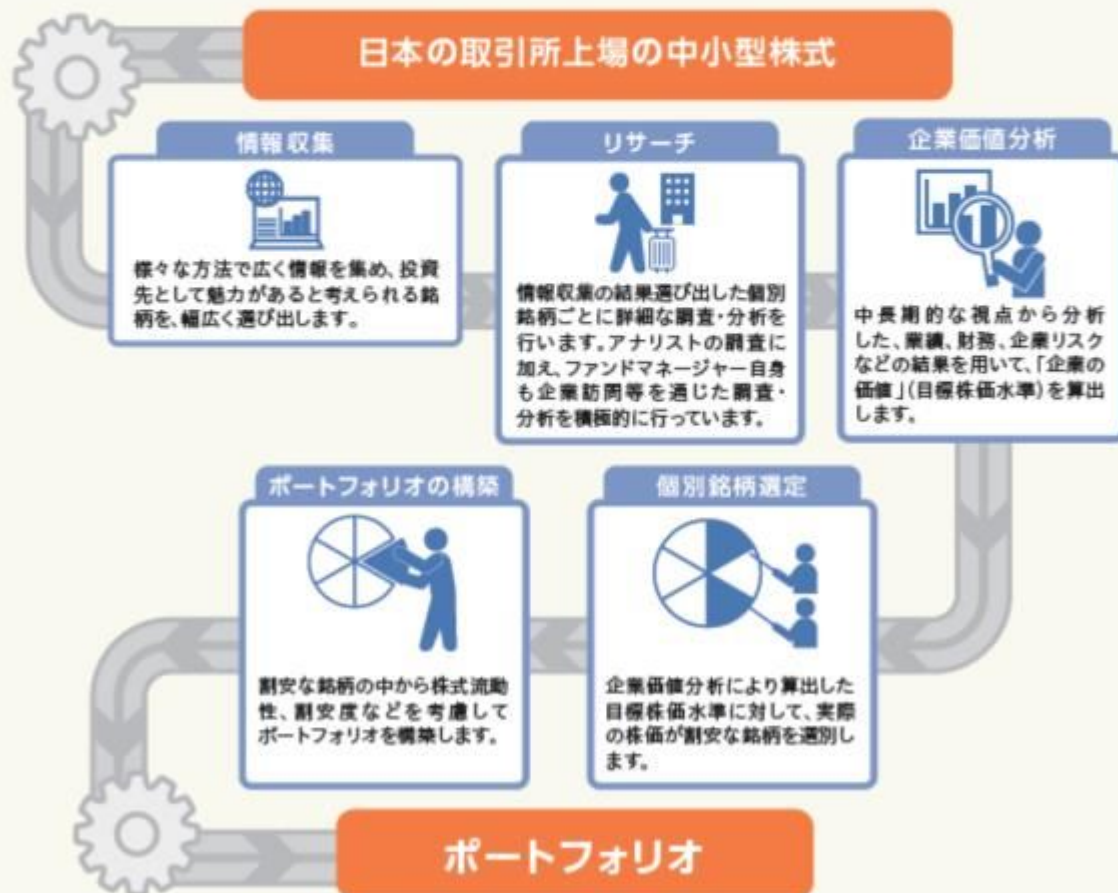 日本の取引所上場の中小型株式
情報収集
様々な方法で広く情報を集め、投資
先として魅力があると考えられる銘
柄を、幅広く選び出します。
リサーチ
情報収集の結果選び出した個別
銘柄ごとに詳細な調査・分析を
行います。アナリストの調査に
加え、ファンドマネージャー自身
も企業訪問等を通じた調査・
分析を積極的に行っています。
企業価値分析
中長期的な視点から分析
した、業績、財務、企業リスク
などの結果を用いて、「企業の
価値」(目標株価水準)を算出
します。
個別銘柄選定
企業価値分析により算出した
目標株価水準に対して、実際
の株価が割安な銘柄を選別し
ます。
ポートフォリオの構築
割安な銘柄の中から株式流動
性、割安度などを考慮して
ポートフォリオを構築します。
ポートフォリオ